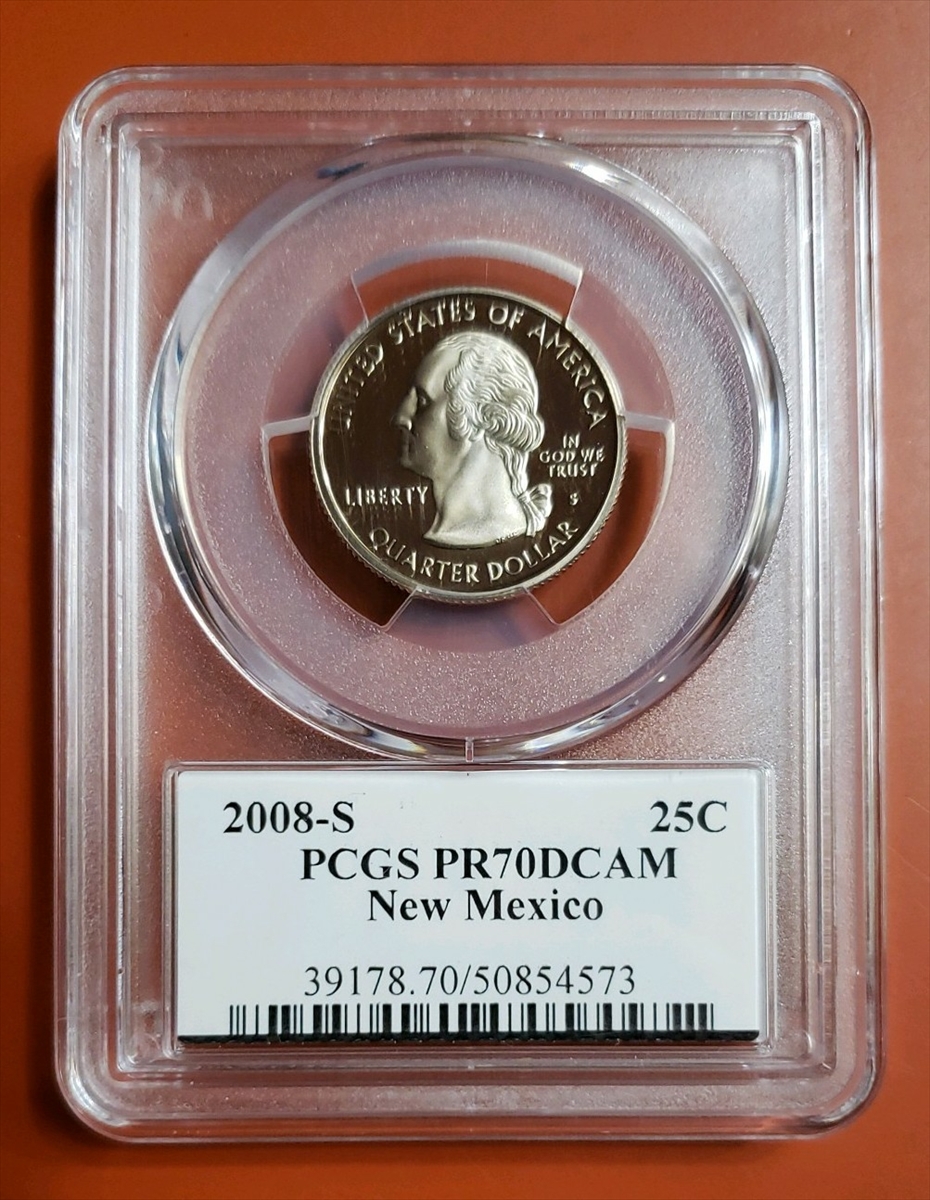 UNITED STATES OF AMERICA
LIBERTY
IN
GOD WE
TRUST
S
QUARTER DOLLAR
2008-S 25C
PCGS PR70DCAM
New Mexico
39178.70/50854573